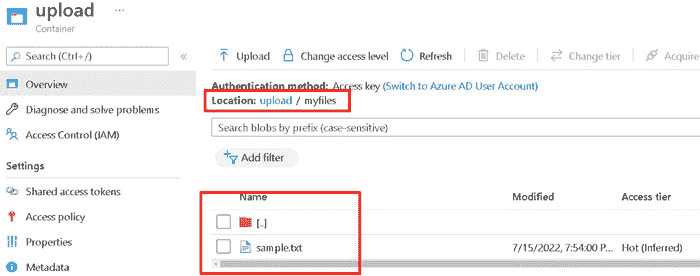 upload
...
Container
Search (Ctrl+/)
«
Upload
Change access level
Refresh
Delete
Change tier
Acquire
Overview
Diagnose and solve problems
Access Control (IAM)
Settings
Shared access tokens
Access policy
Properties
Metadata
Authentication method: Access key (Switch to Azure AD User Account)
Location: upload / myfiles
Search blobs by prefix (case-sensitive)
Add filter
Name Modified Access tier
[..]
sample.txt 7/15/2022, 7:54:00 P... Hot (Inferred)